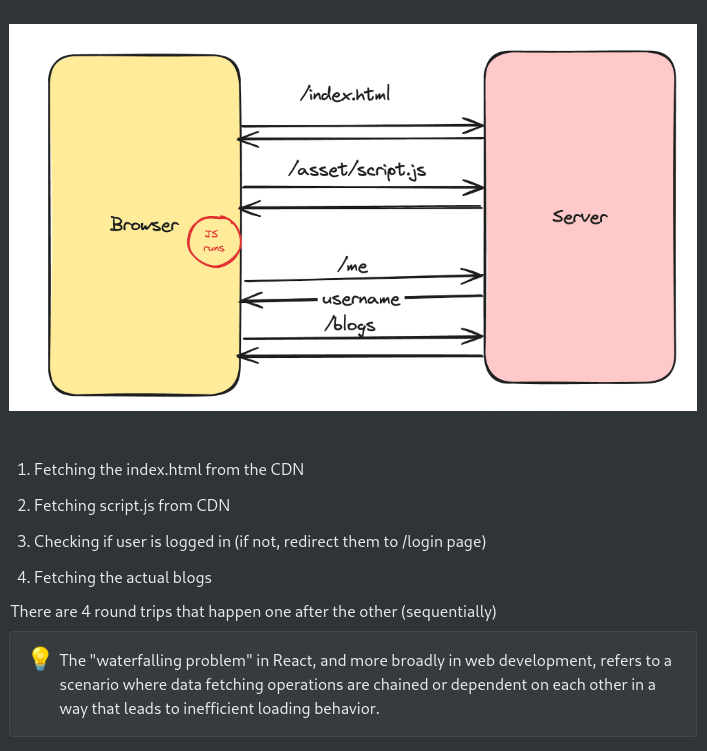 /index.html
/asset/script.js
Browser
Server
JS
runs
/me
username
/blogs
1. Fetching the index.html from the CDN
2. Fetching script.js from CDN
3. Checking if user is logged in (if not, redirect them to /login page)
4. Fetching the actual blogs
There are 4 round trips that happen one after the other (sequentially)
The "waterfalling problem" in React, and more broadly in web development, refers to a
scenario where data fetching operations are chained or dependent on each other in a
way that leads to inefficient loading behavior.